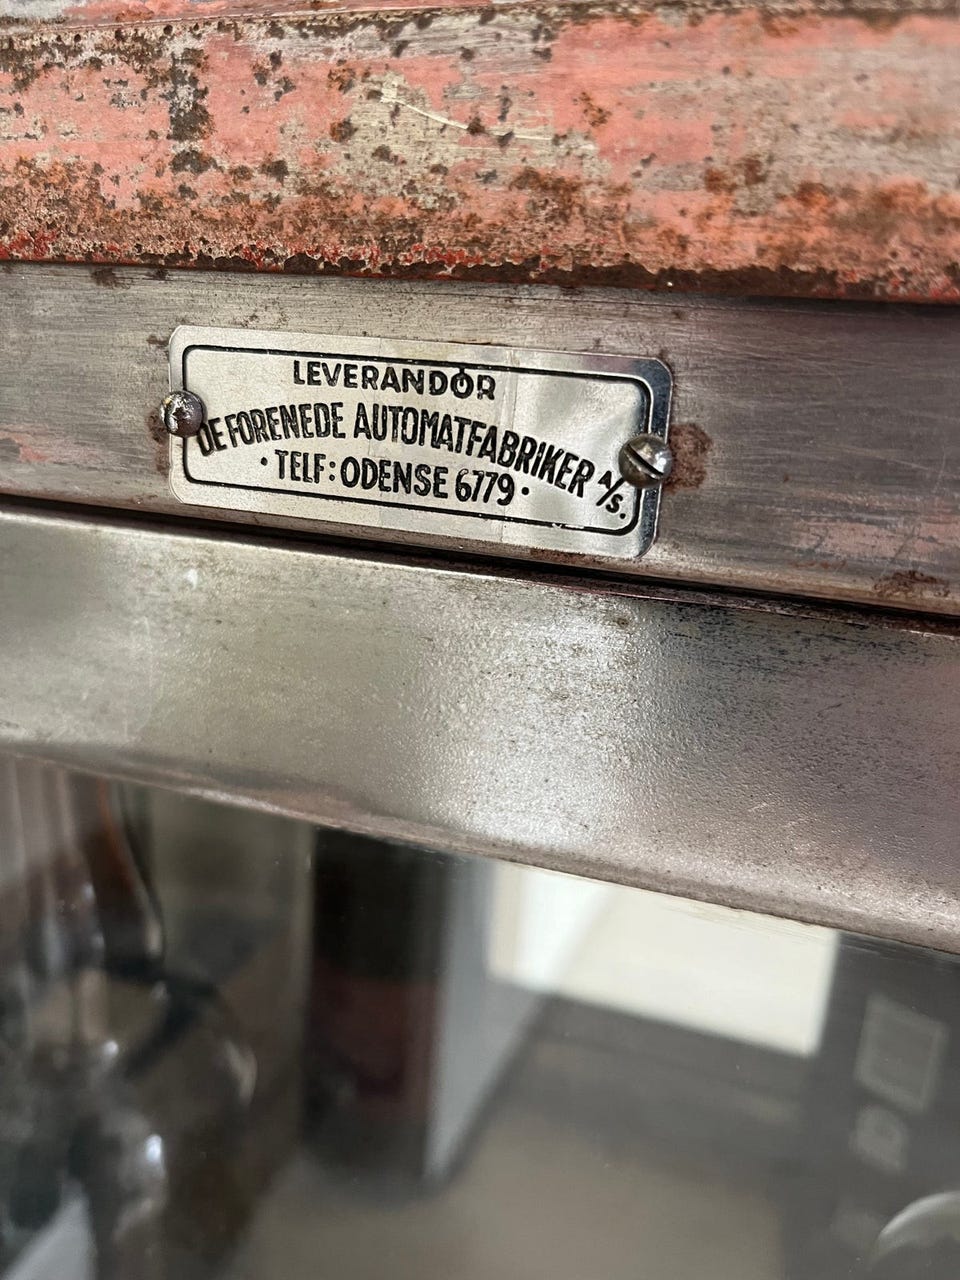 LEVERANDØR
DE FORENEDE AUTOMATFABRIKER A/S.
· TELF: ODENSE 6779 ·